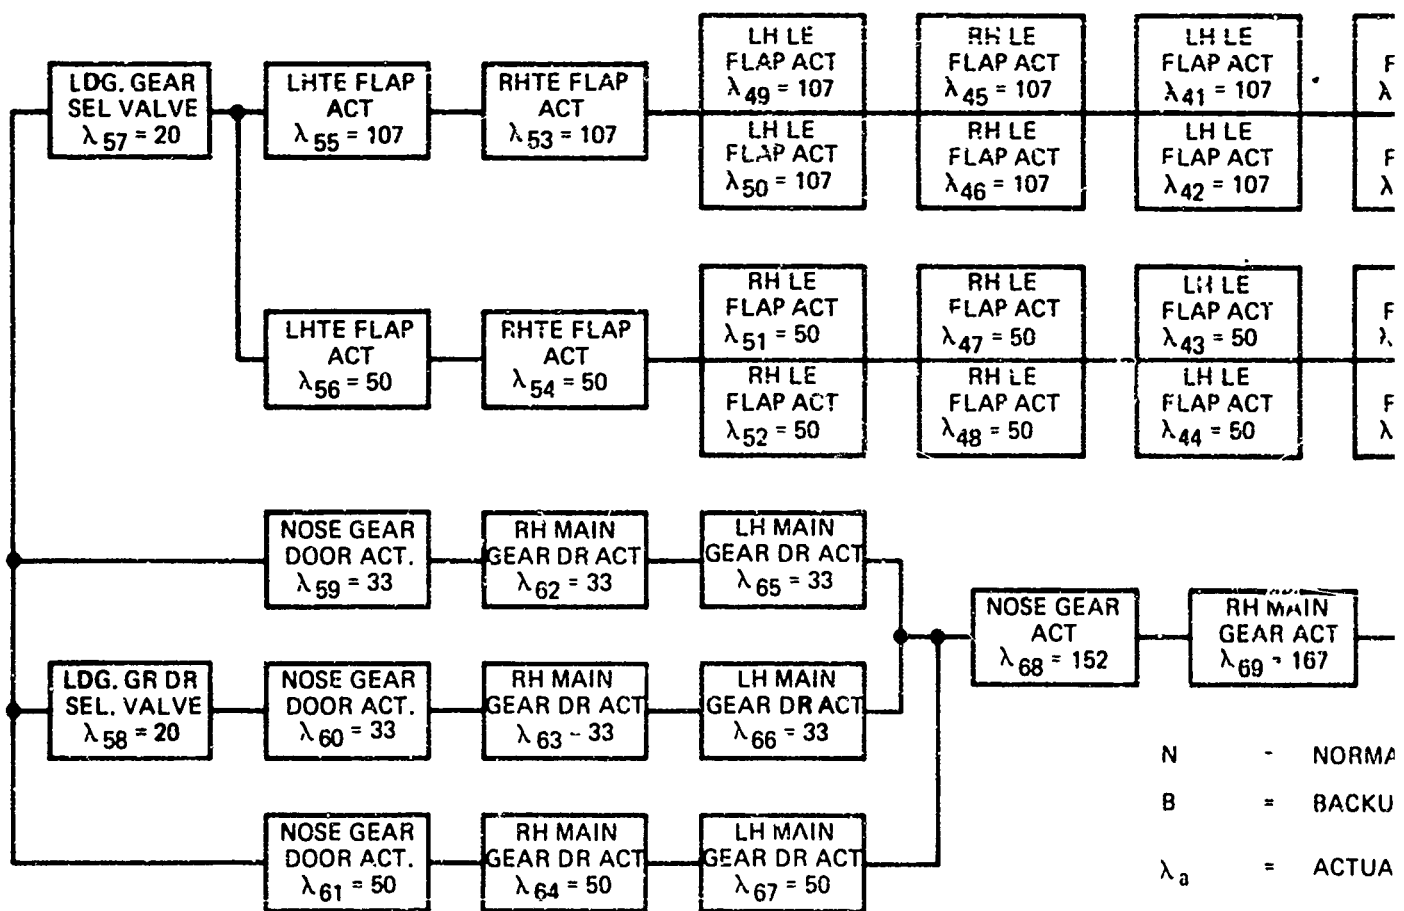 LDG. GEAR
SEL VALVE
λ57 = 20
LHTE FLAP
ACT
λ55 = 107
RHTE FLAP
ACT
λ53 = 107
LH LE
FLAP ACT
λ49 = 107
LH LE
FLAP ACT
λ50 = 107
RH LE
FLAP ACT
λ45 = 107
RH LE
FLAP ACT
λ46 = 107
LH LE
FLAP ACT
λ41 = 107
LH LE
FLAP ACT
λ42 = 107
F
λ
F
λ
LHTE FLAP
ACT
λ56 = 50
RHTE FLAP
ACT
λ54 = 50
RH LE
FLAP ACT
λ51 = 50
RH LE
FLAP ACT
λ52 = 50
RH LE
FLAP ACT
λ47 = 50
RH LE
FLAP ACT
λ48 = 50
LH LE
FLAP ACT
λ43 = 50
LH LE
FLAP ACT
λ44 = 50
F
λ
F
λ
NOSE GEAR
DOOR ACT.
λ59 = 33
RH MAIN
GEAR DR ACT
λ62 = 33
LH MAIN
GEAR DR ACT
λ65 = 33
LDG. GR DR
SEL. VALVE
λ58 = 20
NOSE GEAR
DOOR ACT.
λ60 = 33
RH MAIN
GEAR DR ACT
λ63 - 33
LH MAIN
GEAR DR ACT
λ66 = 33
NOSE GEAR
DOOR ACT.
λ61 = 50
RH MAIN
GEAR DR ACT
λ64 = 50
LH MAIN
GEAR DR ACT
λ67 = 50
NOSE GEAR
ACT
λ68 = 152
RH MAIN
GEAR ACT
λ69 - 167
N - NORMA
B = BACKU
λa = ACTUA